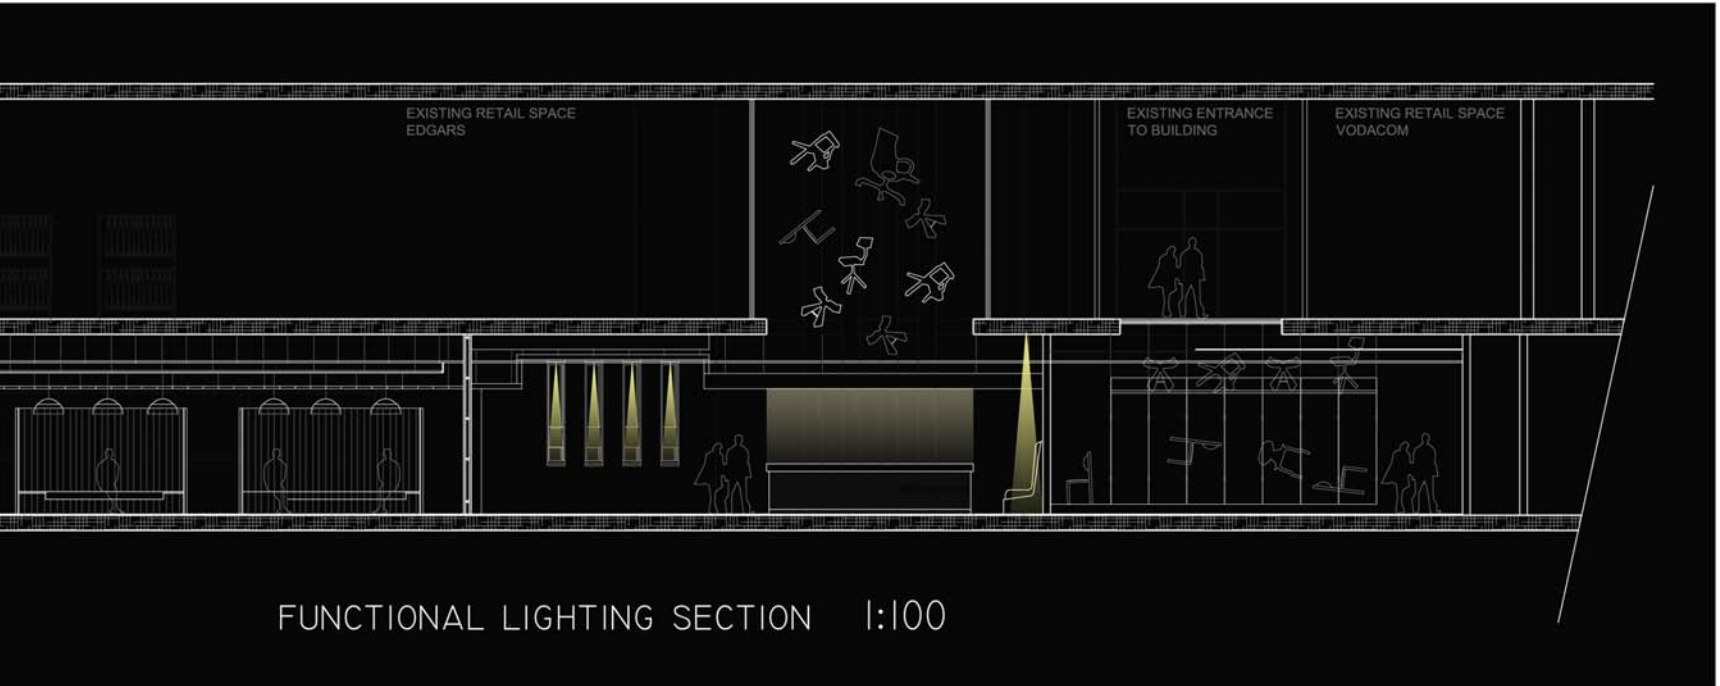 EXISTING RETAIL SPACE
EDGARS
EXISTING ENTRANCE
TO BUILDING
EXISTING RETAIL SPACE
VODACOM
FUNCTIONAL LIGHTING SECTION 1:100